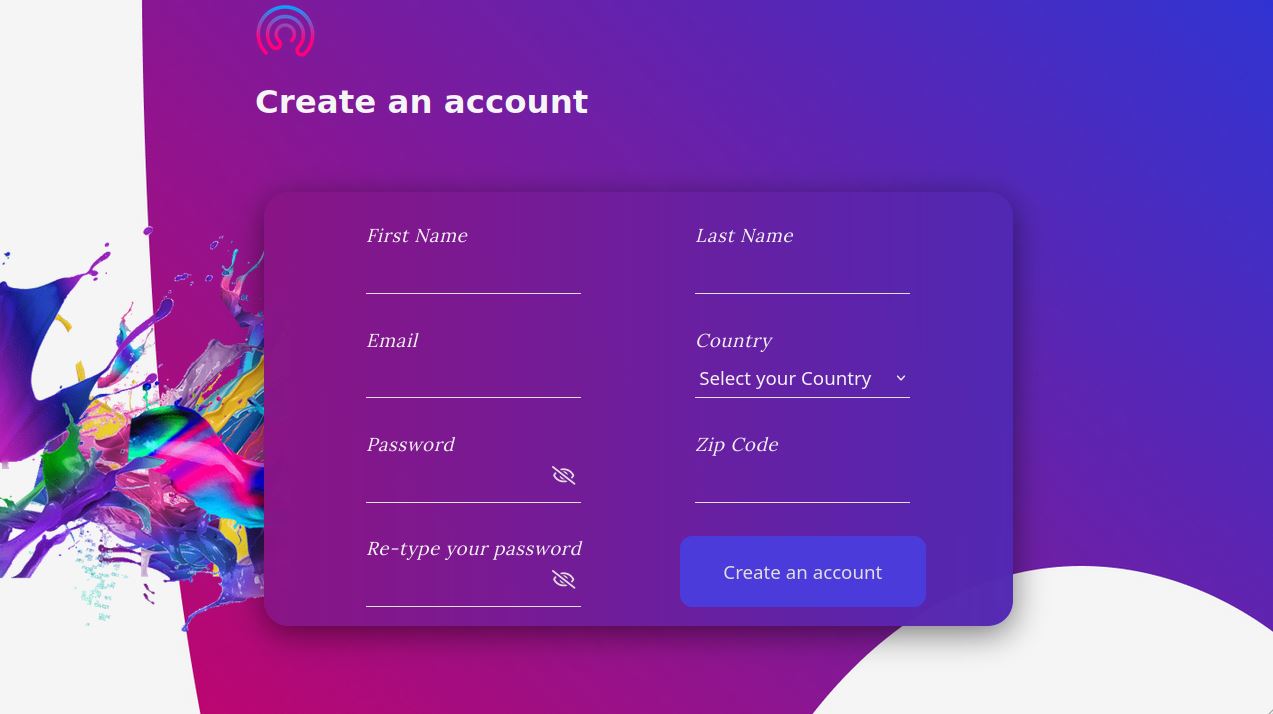 Create an account
First Name
Last Name
Email
Country
Select your Country
Password
Zip Code
Re-type your password
Create an account